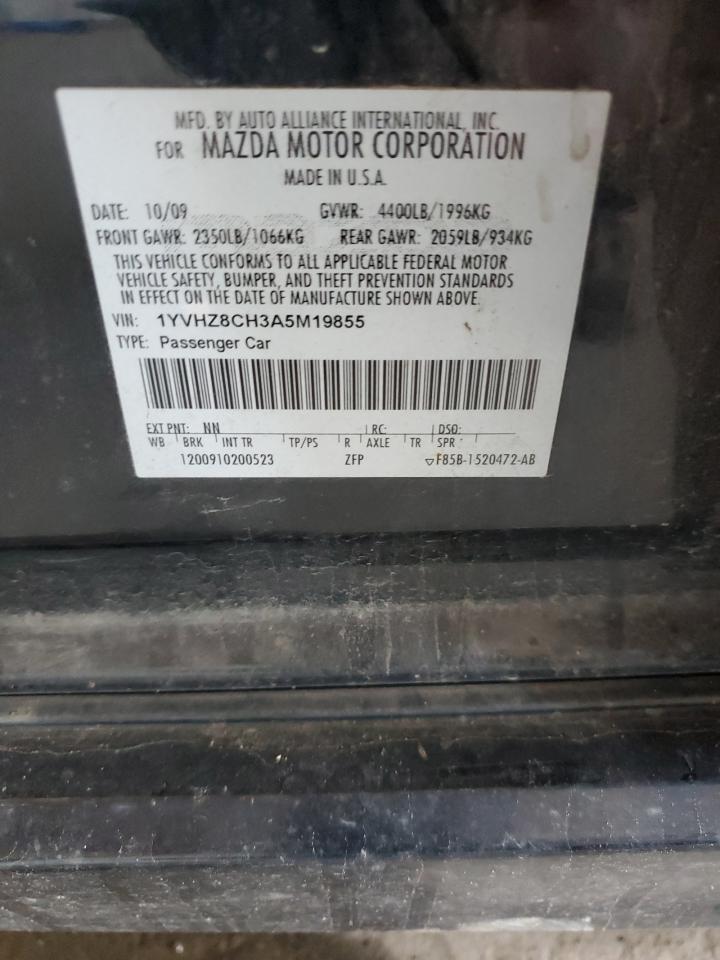 MFD. BY AUTO ALLIANCE INTERNATIONAL, INC.
FOR MAZDA MOTOR CORPORATION
MADE IN U.S.A.
DATE: 10/09 GVWR: 4400LB/1996KG
FRONT GAWR: 2350LB/1066KG REAR GAWR: 2059LB/934KG
THIS VEHICLE CONFORMS TO ALL APPLICABLE FEDERAL MOTOR
VEHICLE SAFETY, BUMPER, AND THEFT PREVENTION STANDARDS
IN EFFECT ON THE DATE OF MANUFACTURE SHOWN ABOVE.
VIN: 1YVHZ8CH3A5M19855
TYPE: Passenger Car
EXT PNT: NN RC: DSO:
WB BRK INT TR TP/PS R AXLE TR SPR
1200910200523 ZFP ▽F85B-1520472-AB